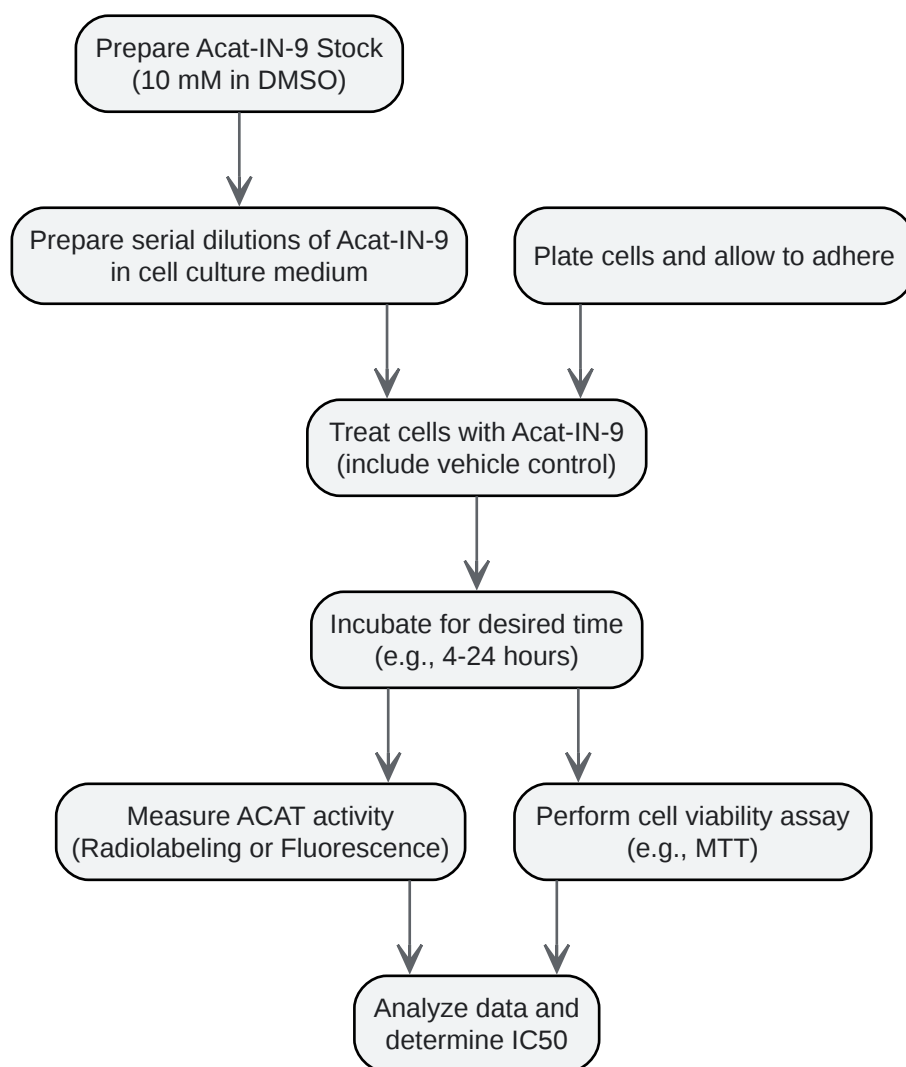 Prepare Acat-IN-9 Stock
(10 mM in DMSO)
Prepare serial dilutions of Acat-IN-9
in cell culture medium
Plate cells and allow to adhere
Treat cells with Acat-IN-9
(include vehicle control)
Incubate for desired time
(e.g., 4-24 hours)
Measure ACAT activity
(Radiolabeling or Fluorescence)
Perform cell viability assay
(e.g., MTT)
Analyze data and
determine IC50